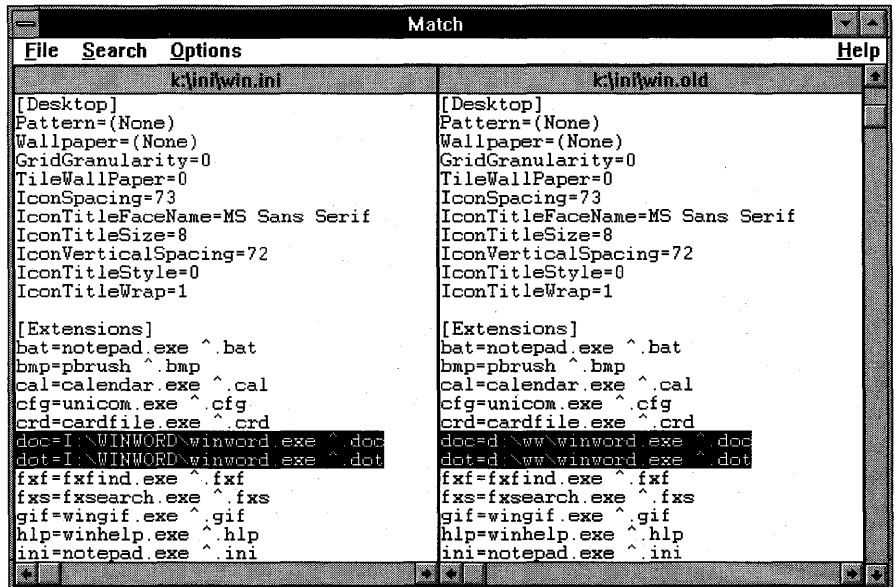 Match
File Search Options Help
k:\ini\win.ini
[Desktop]
Pattern=(None)
Wallpaper=(None)
GridGranularity=0
TileWallPaper=0
IconSpacing=73
IconTitleFaceName=MS Sans Serif
IconTitleSize=8
IconVerticalSpacing=72
IconTitleStyle=0
IconTitleWrap=1
[Extensions]
bat=notepad.exe ^.bat
bmp=pbrush ^.bmp
cal=calendar.exe ^.cal
cfg=unicom.exe ^.cfg
crd=cardfile.exe ^.crd
doc=I:\WINWORD\winword.exe ^.doc
dot=I:\WINWORD\winword.exe ^.dot
fxf=fxfind.exe ^.fxf
fxs=fxsearch.exe ^.fxs
gif=wingif.exe ^.gif
hlp=winhelp.exe ^.hlp
ini=notepad.exe ^.ini
k:\ini\win.old
[Desktop]
Pattern=(None)
Wallpaper=(None)
GridGranularity=0
TileWallPaper=0
IconSpacing=73
IconTitleFaceName=MS Sans Serif
IconTitleSize=8
IconVerticalSpacing=72
IconTitleStyle=0
IconTitleWrap=1
[Extensions]
bat=notepad.exe ^.bat
bmp=pbrush ^.bmp
cal=calendar.exe ^.cal
cfg=unicom.exe ^.cfg
crd=cardfile.exe ^.crd
doc=d:\ww\winword.exe ^.doc
dot=d:\ww\winword.exe ^.dot
fxf=fxfind.exe ^.fxf
fxs=fxsearch.exe ^.fxs
gif=wingif.exe ^.gif
hlp=winhelp.exe ^.hlp
ini=notepad.exe ^.ini